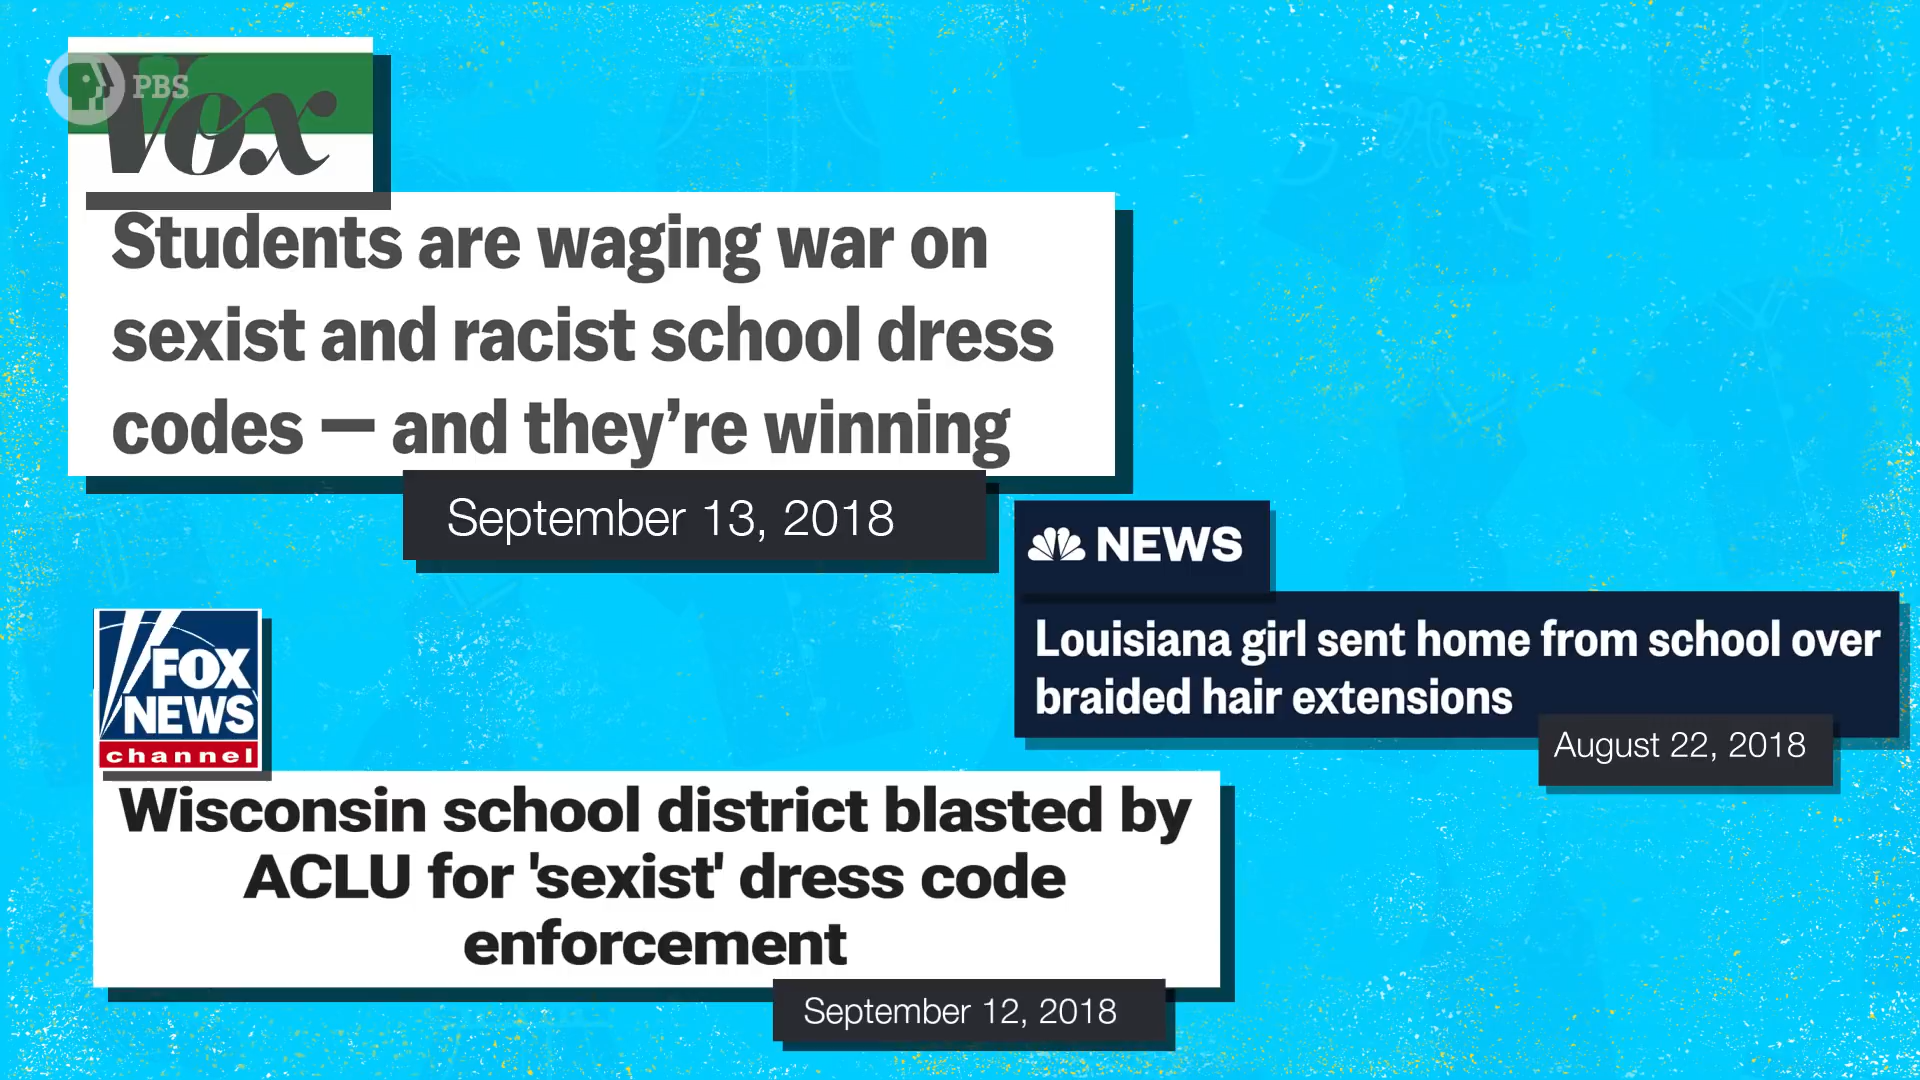 PBS
Vox
Students are waging war on
sexist and racist school dress
codes — and they're winning
September 13, 2018
NEWS
Louisiana girl sent home from school over
braided hair extensions
August 22, 2018
FOX
NEWS
channel
Wisconsin school district blasted by
ACLU for 'sexist' dress code
enforcement
September 12, 2018